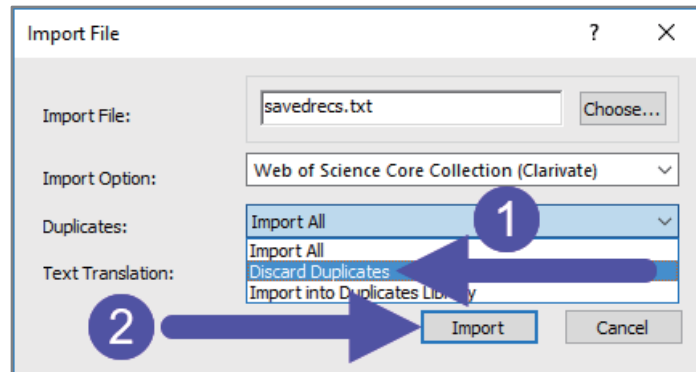 Import File ? X
Import File: savedrecs.txt Choose...
Import Option: Web of Science Core Collection (Clarivate)
Duplicates: Import All 1
Import All
Text Translation: Discard Duplicates
Import into Duplicates Library
2 Import Cancel